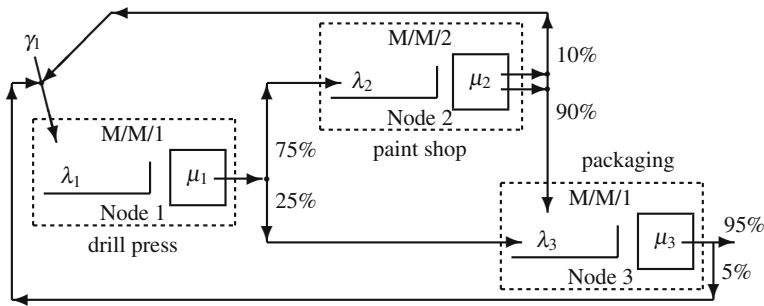 γ1
M/M/2
λ2
μ2
10%
90%
Node 2
paint shop
M/M/1
λ1
μ1
Node 1
drill press
75%
25%
packaging
M/M/1
λ3
μ3
Node 3
95%
5%